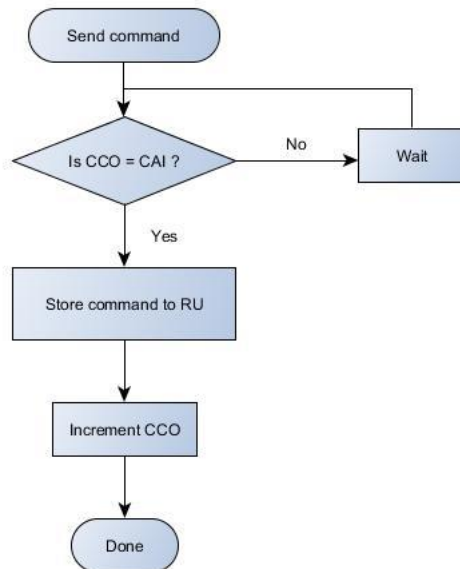 Send command
Is CCO = CAI ?
No
Wait
Yes
Store command to RU
Increment CCO
Done